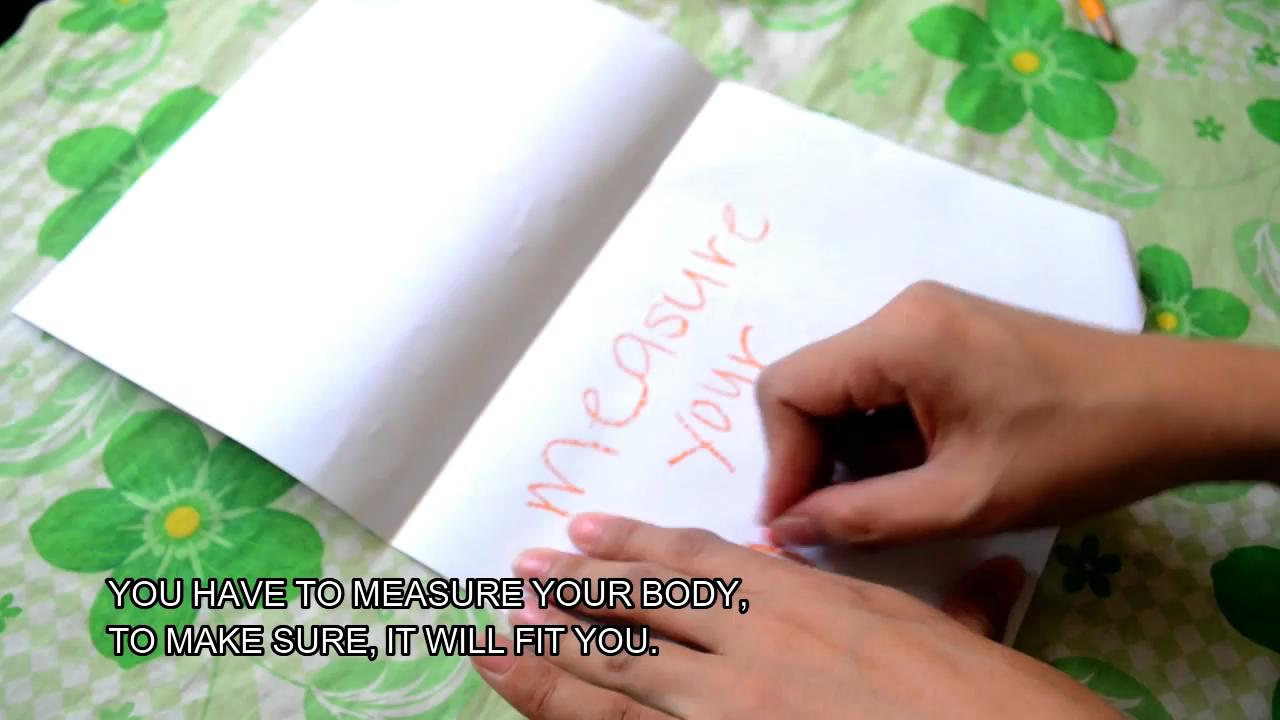 measure
your
YOU HAVE TO MEASURE YOUR BODY,
TO MAKE SURE, IT WILL FIT YOU.